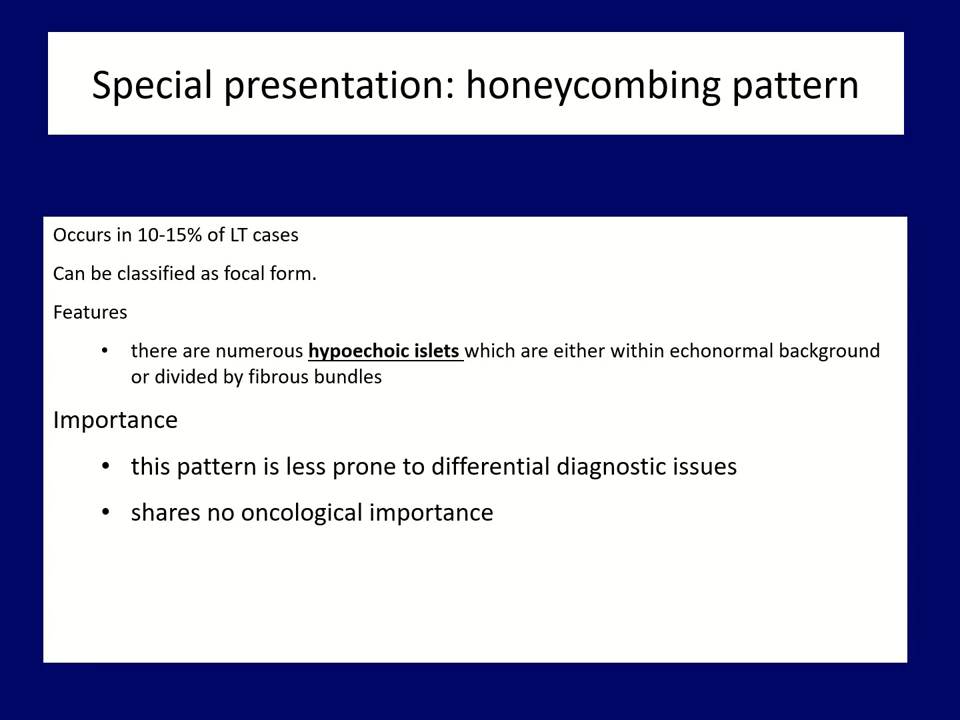 Special presentation: honeycombing pattern
Occurs in 10-15% of LT cases
Can be classified as focal form.
Features
• there are numerous hypoechoic islets which are either within echonormal background
or divided by fibrous bundles
Importance
• this pattern is less prone to differential diagnostic issues
• shares no oncological importance